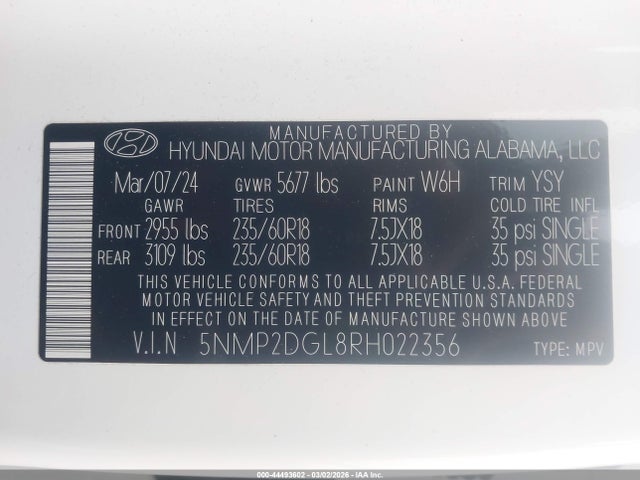 MANUFACTURED BY
HYUNDAI MOTOR MANUFACTURING ALABAMA, LLC
Mar/07/24 GVWR 5677 lbs PAINT W6H TRIM YSY
GAWR TIRES RIMS COLD TIRE INFL
FRONT 2955 lbs 235/60R18 7.5JX18 35 psi SINGLE
REAR 3109 lbs 235/60R18 7.5JX18 35 psi SINGLE
THIS VEHICLE CONFORMS TO ALL APPLICABLE U.S.A. FEDERAL
MOTOR VEHICLE SAFETY AND THEFT PREVENTION STANDARDS
IN EFFECT ON THE DATE OF MANUFACTURE SHOWN ABOVE.
V.I.N 5NMP2DGL8RH022356 TYPE: MPV
000-44493602 - 03/02/2026 - IAA Inc.